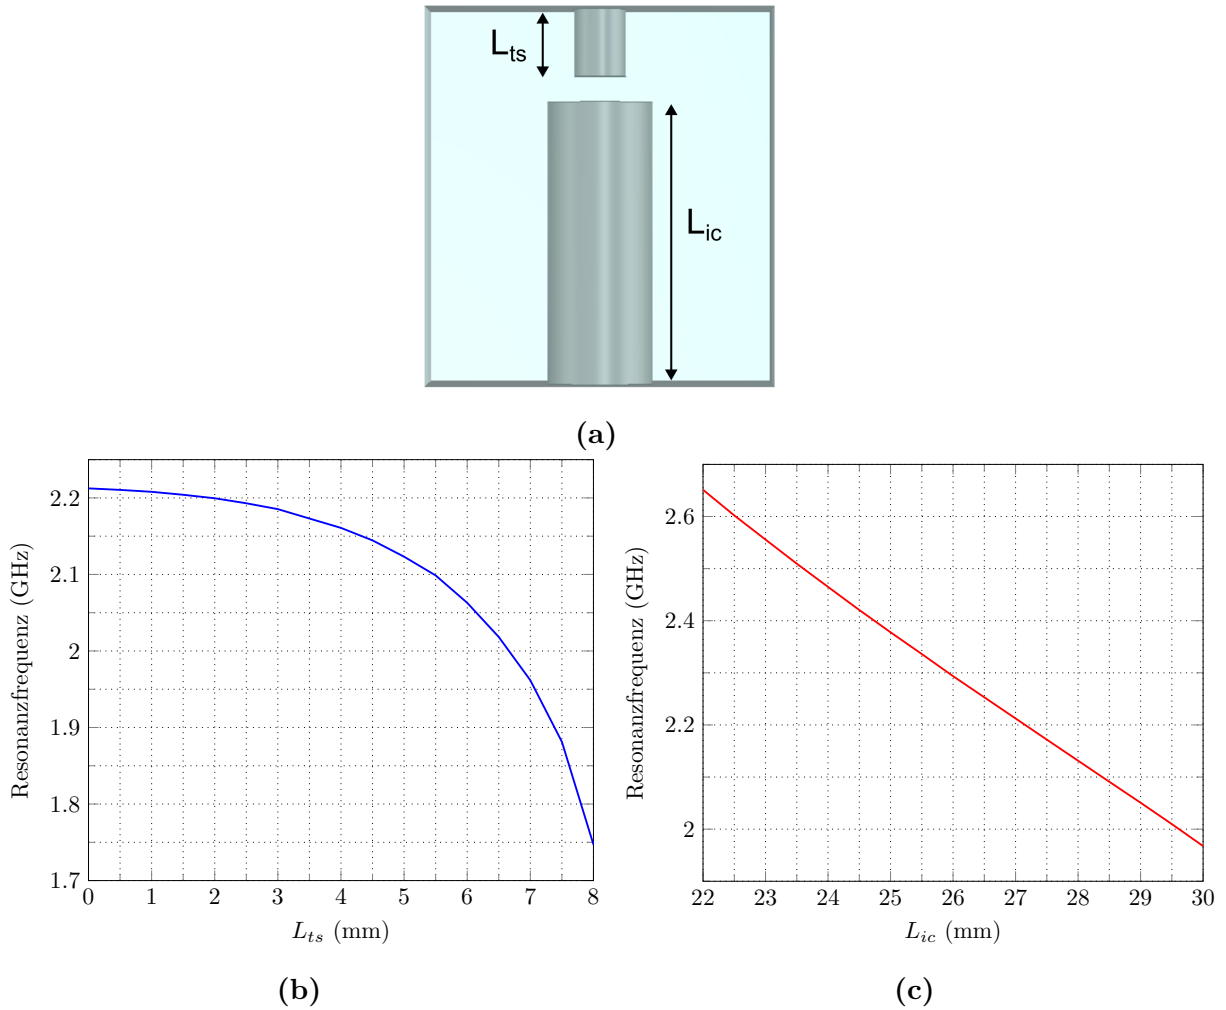 L_ts
L_ic
(a)
2.2
2.1
2
1.9
1.8
1.7
0 1 2 3 4 5 6 7 8
Resonanzfrequenz (GHz)
L_ts (mm)
(b)
2.6
2.4
2.2
2
22 23 24 25 26 27 28 29 30
Resonanzfrequenz (GHz)
L_ic (mm)
(c)